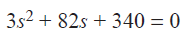 3s² + 82s + 340 = 0